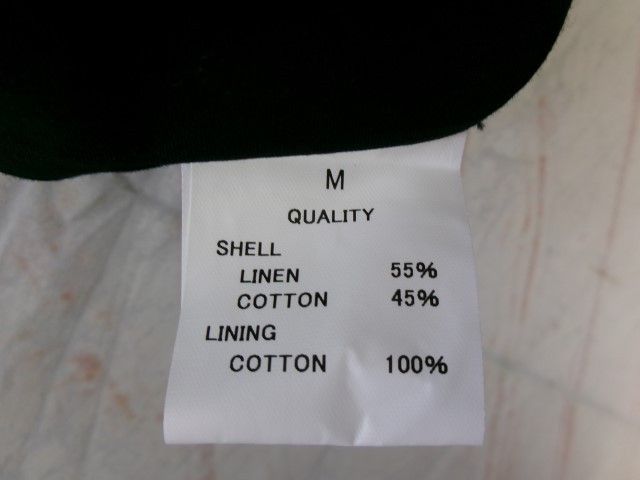 M
QUALITY
SHELL
LINEN 55%
COTTON 45%
LINING
COTTON 100%